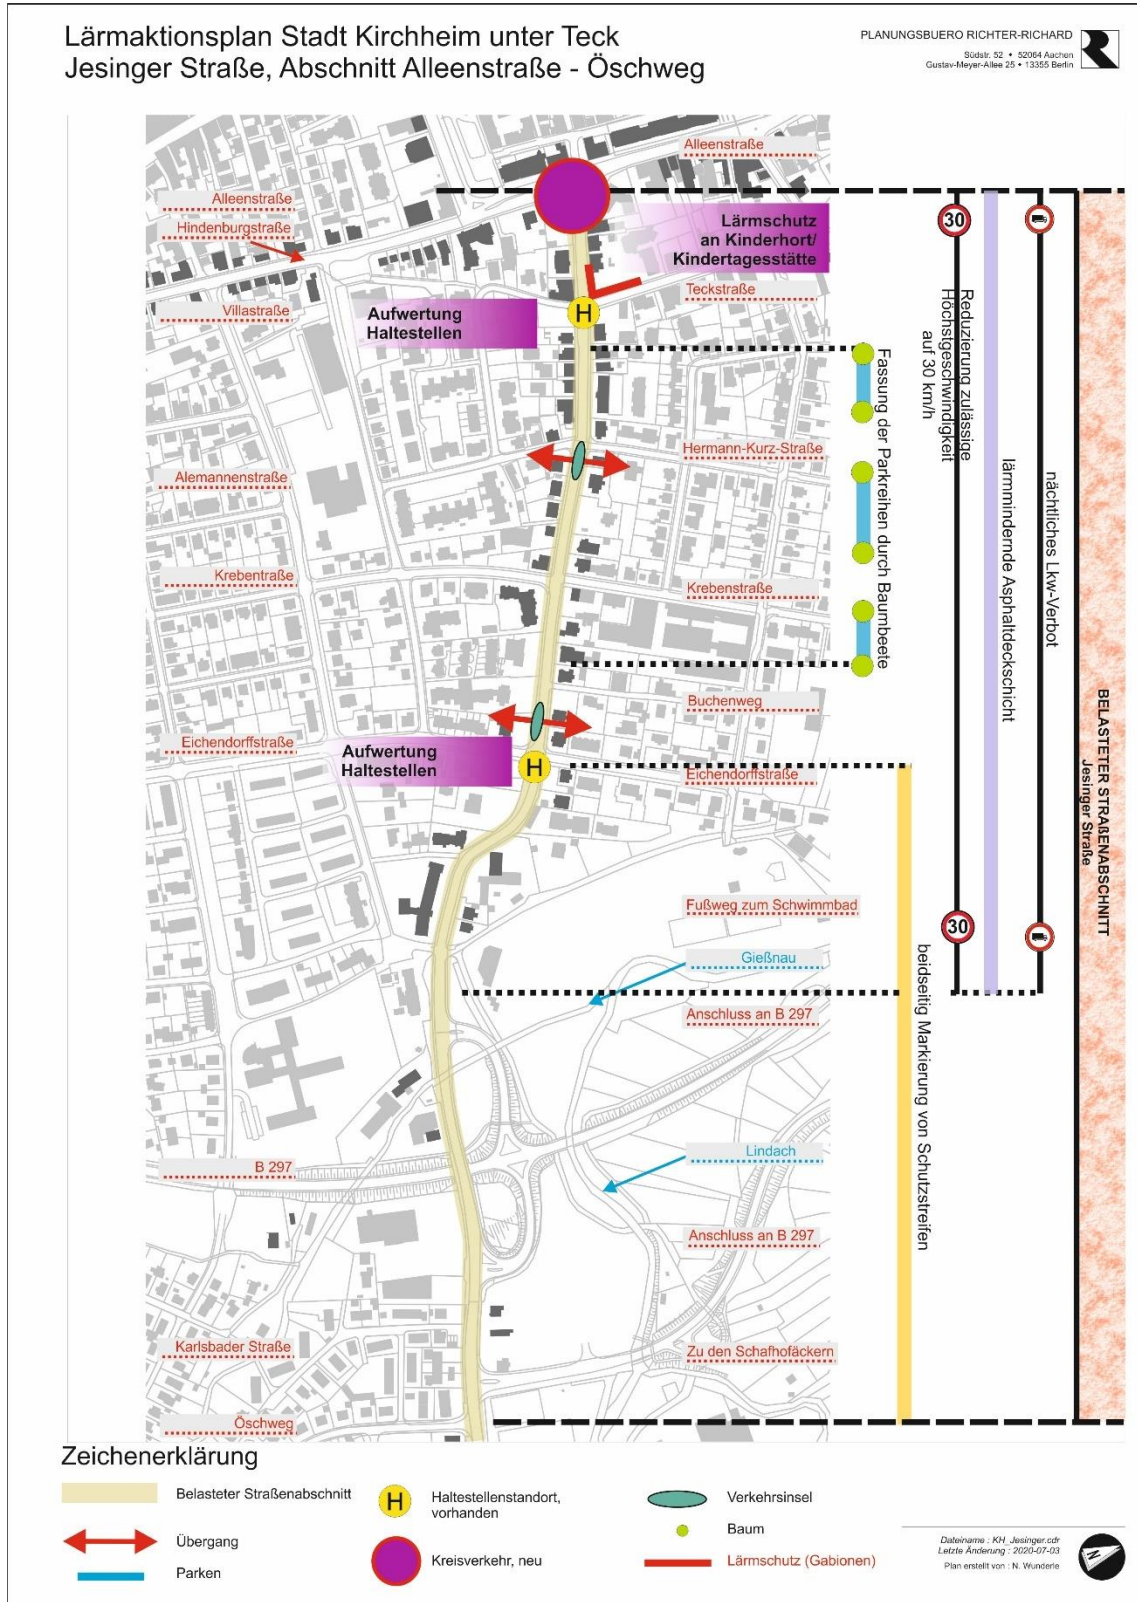 Lärmaktionsplan Stadt Kirchheim unter Teck
Jesinger Straße, Abschnitt Alleenstraße - Öschweg
PLANUNGSBUERO RICHTER-RICHARD
Südstr. 52 • 52064 Aachen
Gustav-Meyer-Allee 25 • 13355 Berlin
R
Alleenstraße
Alleenstraße
Hindenburgstraße
Lärmschutz
an Kinderhort/
Kindertagesstätte
30
Teckstraße
Villastraße
Aufwertung
Haltestellen
H
Reduzierung zulässige
Höchstgeschwindigkeit
auf 30 km/h
Fassung der Parkreihen durch Baumbeete
Hermann-Kurz-Straße
Alemannenstraße
lärmmindernde Asphaltdeckschicht
nächtliches Lkw-Verbot
Krebentraße
Krebenstraße
Buchenweg
BELASTETER STRAßENABSCHNITT
Jesinger Straße
Eichendorffstraße
Aufwertung
Haltestellen
H
Eichendorffstraße
Fußweg zum Schwimmbad
30
Gießnau
beidseitig Markierung von Schutzstreifen
Anschluss an B 297
Lindach
B 297
Anschluss an B 297
Karlsbader Straße
Zu den Schafhofäckern
Öschweg
Zeichenerklärung
Belasteter Straßenabschnitt
H
Haltestellenstandort,
vorhanden
Verkehrsinsel
Übergang
Baum
Kreisverkehr, neu
Parken
Lärmschutz (Gabionen)
Dateiname : KH_Jesinger.cdr
Letzte Änderung : 2020-07-03
Plan erstellt von : N. Wunderle
N